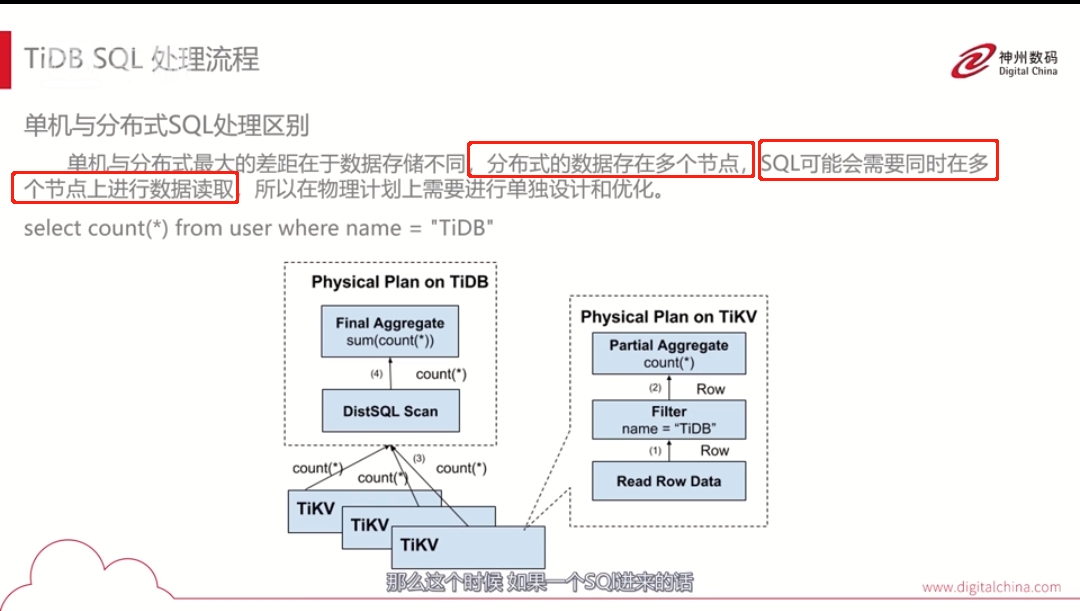 TiDB SQL 处理流程
神州数码
Digital China
单机与分布式SQL处理区别
单机与分布式最大的差距在于数据存储不同，分布式的数据存在多个节点，SQL可能会需要同时在多
个节点上进行数据读取，所以在物理计划上需要进行单独设计和优化。
select count(*) from user where name = "TiDB"
Physical Plan on TiDB
Final Aggregate
sum(count(*))
(4) count(*)
DistSQL Scan
count(*)
count(*)
(3)
count(*)
TiKV
TiKV
TiKV
Physical Plan on TiKV
Partial Aggregate
count(*)
(2) Row
Filter
name = “TiDB”
(1) Row
Read Row Data
那么这个时候 如果一个SQl进来的话
www.digitalchina.com